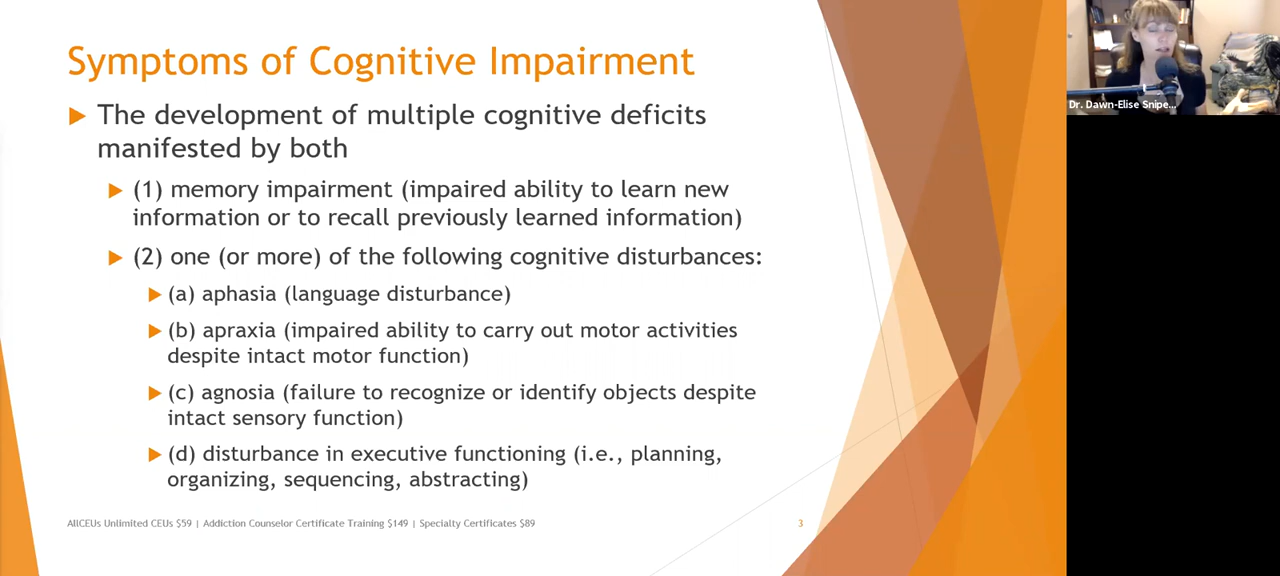 Symptoms of Cognitive Impairment
The development of multiple cognitive deficits
manifested by both
(1) memory impairment (impaired ability to learn new
information or to recall previously learned information)
(2) one (or more) of the following cognitive disturbances:
(a) aphasia (language disturbance)
(b) apraxia (impaired ability to carry out motor activities
despite intact motor function)
(c) agnosia (failure to recognize or identify objects despite
intact sensory function)
(d) disturbance in executive functioning (i.e., planning,
organizing, sequencing, abstracting)
AllCEUs Unlimited CEUs $59 | Addiction Counselor Certificate Training $149 | Specialty Certificates $89
3
Dr. Dawn-Elise Snipe...